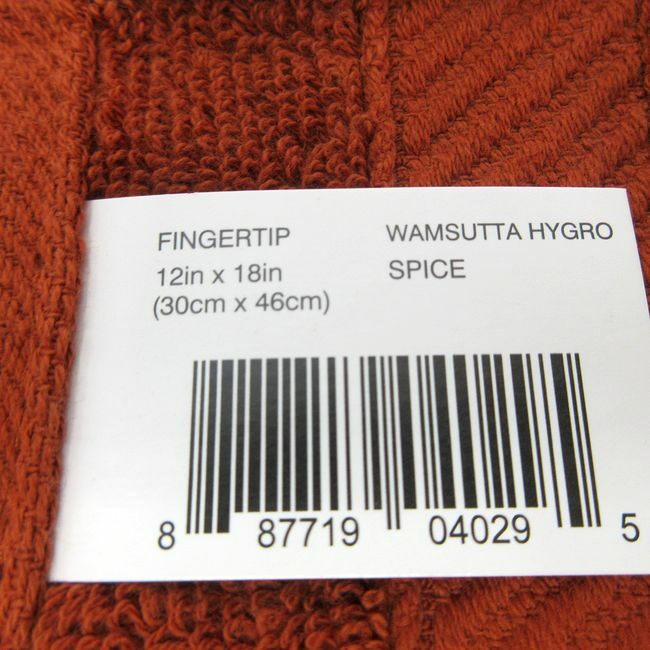 FINGERTIP
12in x 18in
(30cm x 46cm)
WAMSUTTA HYGRO
SPICE
8 87719 04029 5